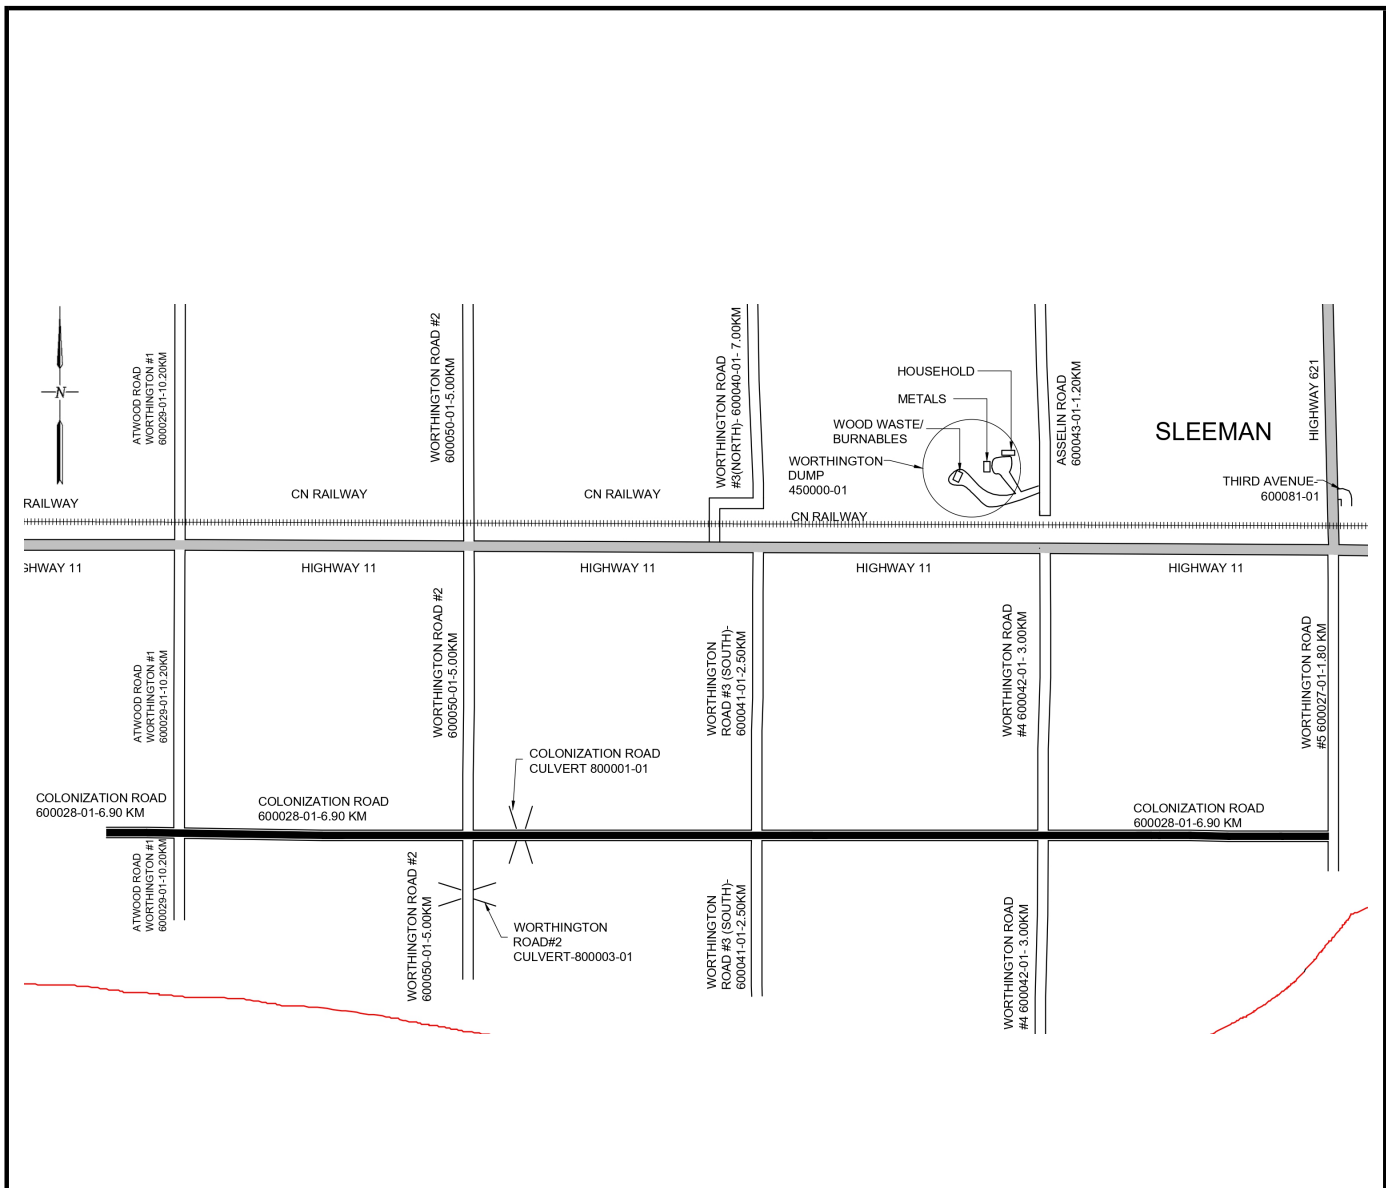 N
ATWOOD ROAD
WORTHINGTON #1
600029-01-10.20KM
WORTHINGTON ROAD #2
600050-01-5.00KM
WORTHINGTON ROAD
#3(NORTH)- 600040-01- 7.00KM
HOUSEHOLD
METALS
WOOD WASTE/
BURNABLES
WORTHINGTON
DUMP
450000-01
ASSELIN ROAD
600043-01-1.20KM
SLEEMAN
HIGHWAY 621
THIRD AVENUE-
600081-01
RAILWAY
CN RAILWAY
CN RAILWAY
CN RAILWAY
GHWAY 11
HIGHWAY 11
HIGHWAY 11
HIGHWAY 11
HIGHWAY 11
ATWOOD ROAD
WORTHINGTON #1
600029-01-10.20KM
WORTHINGTON ROAD #2
600050-01-5.00KM
WORTHINGTON
ROAD #3 (SOUTH)-
600041-01-2.50KM
WORTHINGTON ROAD
#4 600042-01- 3.00KM
WORTHINGTON ROAD
#5 600027-01-1.80 KM
COLONIZATION ROAD
CULVERT 800001-01
COLONIZATION ROAD
600028-01-6.90 KM
COLONIZATION ROAD
600028-01-6.90 KM
COLONIZATION ROAD
600028-01-6.90 KM
ATWOOD ROAD
WORTHINGTON #1
600029-01-10.20KM
WORTHINGTON ROAD #2
600050-01-5.00KM
WORTHINGTON
ROAD#2
CULVERT-800003-01
WORTHINGTON
ROAD #3 (SOUTH)-
600041-01-2.50KM
WORTHINGTON ROAD
#4 600042-01- 3.00KM